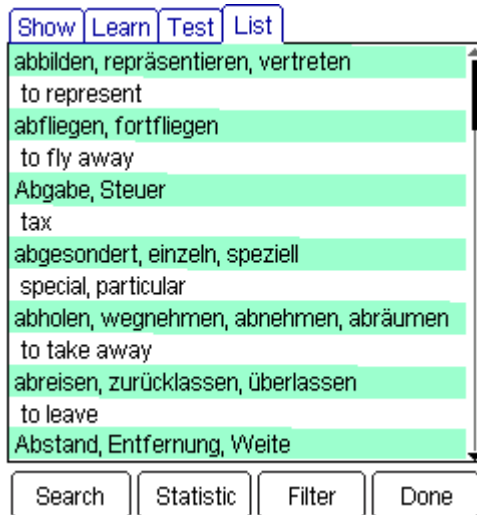 Show Learn Test List
abbilden, repräsentieren, vertreten
to represent
abfliegen, fortfliegen
to fly away
Abgabe, Steuer
tax
abgesondert, einzeln, speziell
special, particular
abholen, wegnehmen, abnehmen, abräumen
to take away
abreisen, zurücklassen, überlassen
to leave
Abstand, Entfernung, Weite
Search Statistic Filter Done